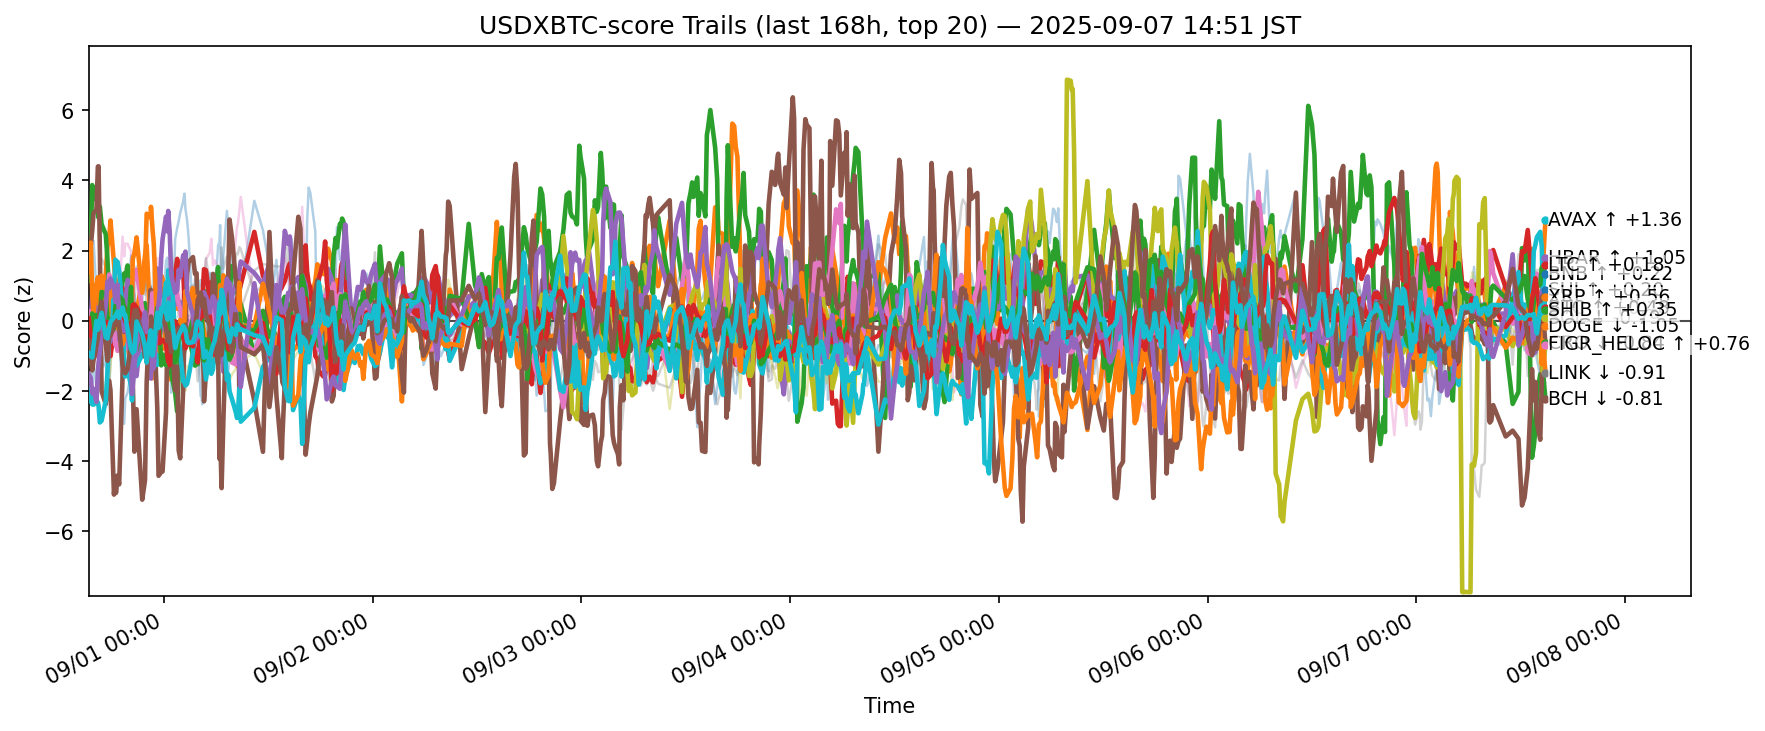 USDXBTC-score Trails (last 168h, top 20) — 2025-09-07 14:51 JST
Score (z)
6
4
2
0
−2
−4
−6
AVAX ↑ +1.36
HBAR ↑ +1.05
↑ +0.18
BNB ↑ +0.22
XRP ↑ +0.56
SHIB ↑ +0.35
DOGE ↓ -1.05
FIGR_HELOC ↑ +0.76
LINK ↓ -0.91
BCH ↓ -0.81
09/01 00:00
09/02 00:00
09/03 00:00
09/04 00:00
09/05 00:00
09/06 00:00
09/07 00:00
09/08 00:00
Time